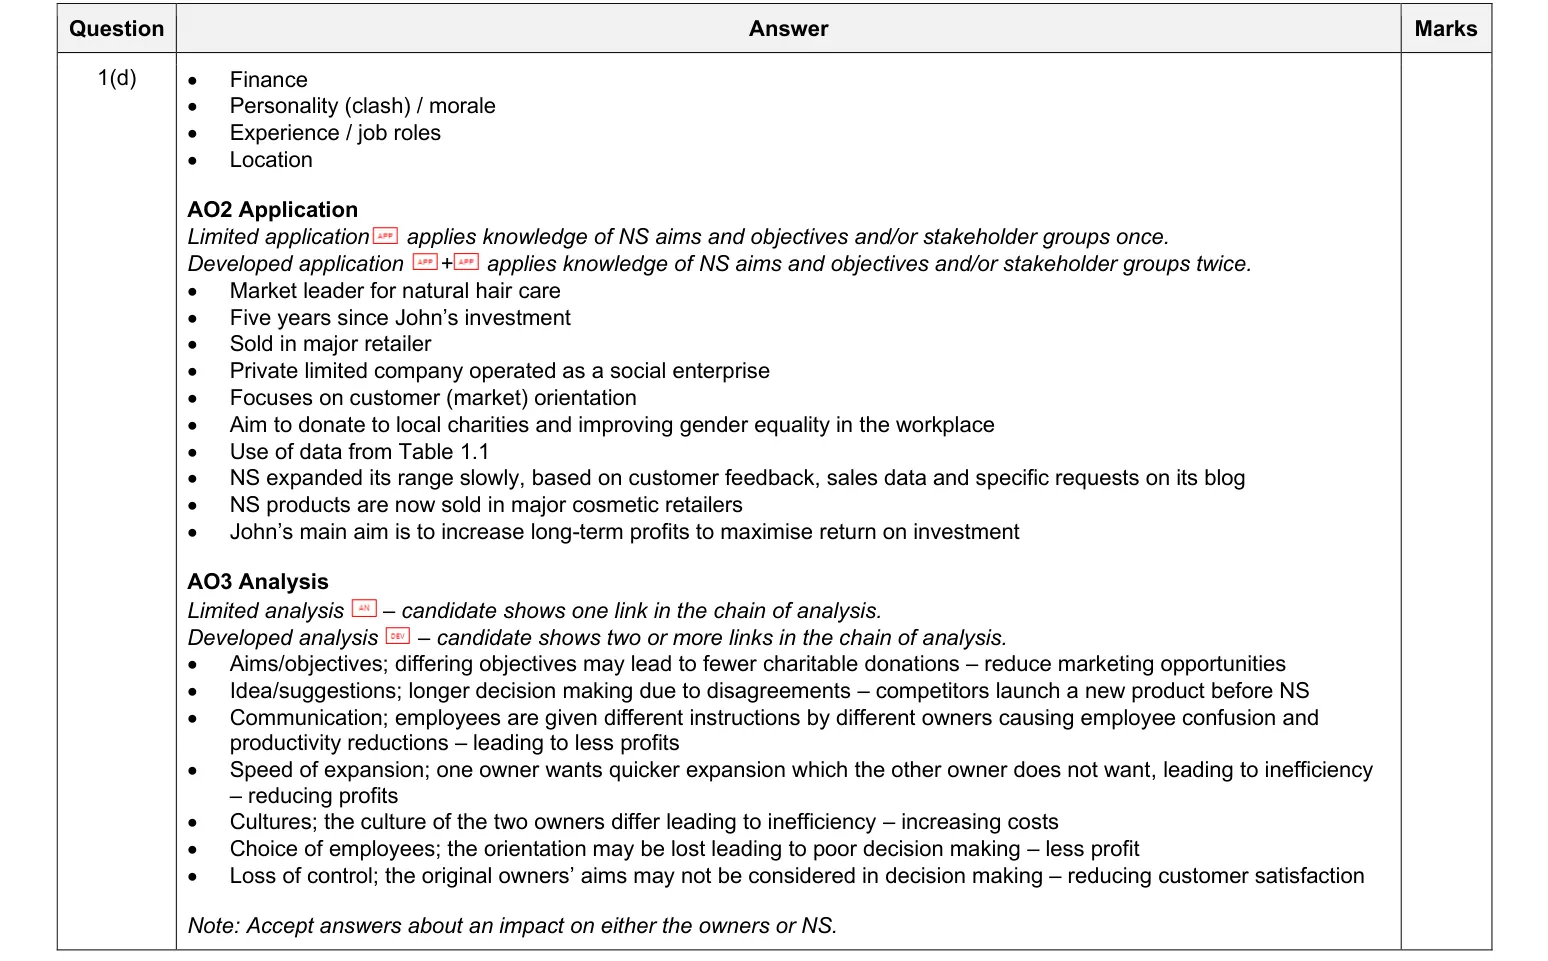 Question Answer Marks
1(d)
• Finance
• Personality (clash) / morale
• Experience / job roles
• Location
AO2 Application
Limited application APP applies knowledge of NS aims and objectives and/or stakeholder groups once.
Developed application APP+APP applies knowledge of NS aims and objectives and/or stakeholder groups twice.
• Market leader for natural hair care
• Five years since John’s investment
• Sold in major retailer
• Private limited company operated as a social enterprise
• Focuses on customer (market) orientation
• Aim to donate to local charities and improving gender equality in the workplace
• Use of data from Table 1.1
• NS expanded its range slowly, based on customer feedback, sales data and specific requests on its blog
• NS products are now sold in major cosmetic retailers
• John’s main aim is to increase long-term profits to maximise return on investment
AO3 Analysis
Limited analysis AN – candidate shows one link in the chain of analysis.
Developed analysis DEV – candidate shows two or more links in the chain of analysis.
• Aims/objectives; differing objectives may lead to fewer charitable donations – reduce marketing opportunities
• Idea/suggestions; longer decision making due to disagreements – competitors launch a new product before NS
• Communication; employees are given different instructions by different owners causing employee confusion and
productivity reductions – leading to less profits
• Speed of expansion; one owner wants quicker expansion which the other owner does not want, leading to inefficiency
– reducing profits
• Cultures; the culture of the two owners differ leading to inefficiency – increasing costs
• Choice of employees; the orientation may be lost leading to poor decision making – less profit
• Loss of control; the original owners’ aims may not be considered in decision making – reducing customer satisfaction
Note: Accept answers about an impact on either the owners or NS.